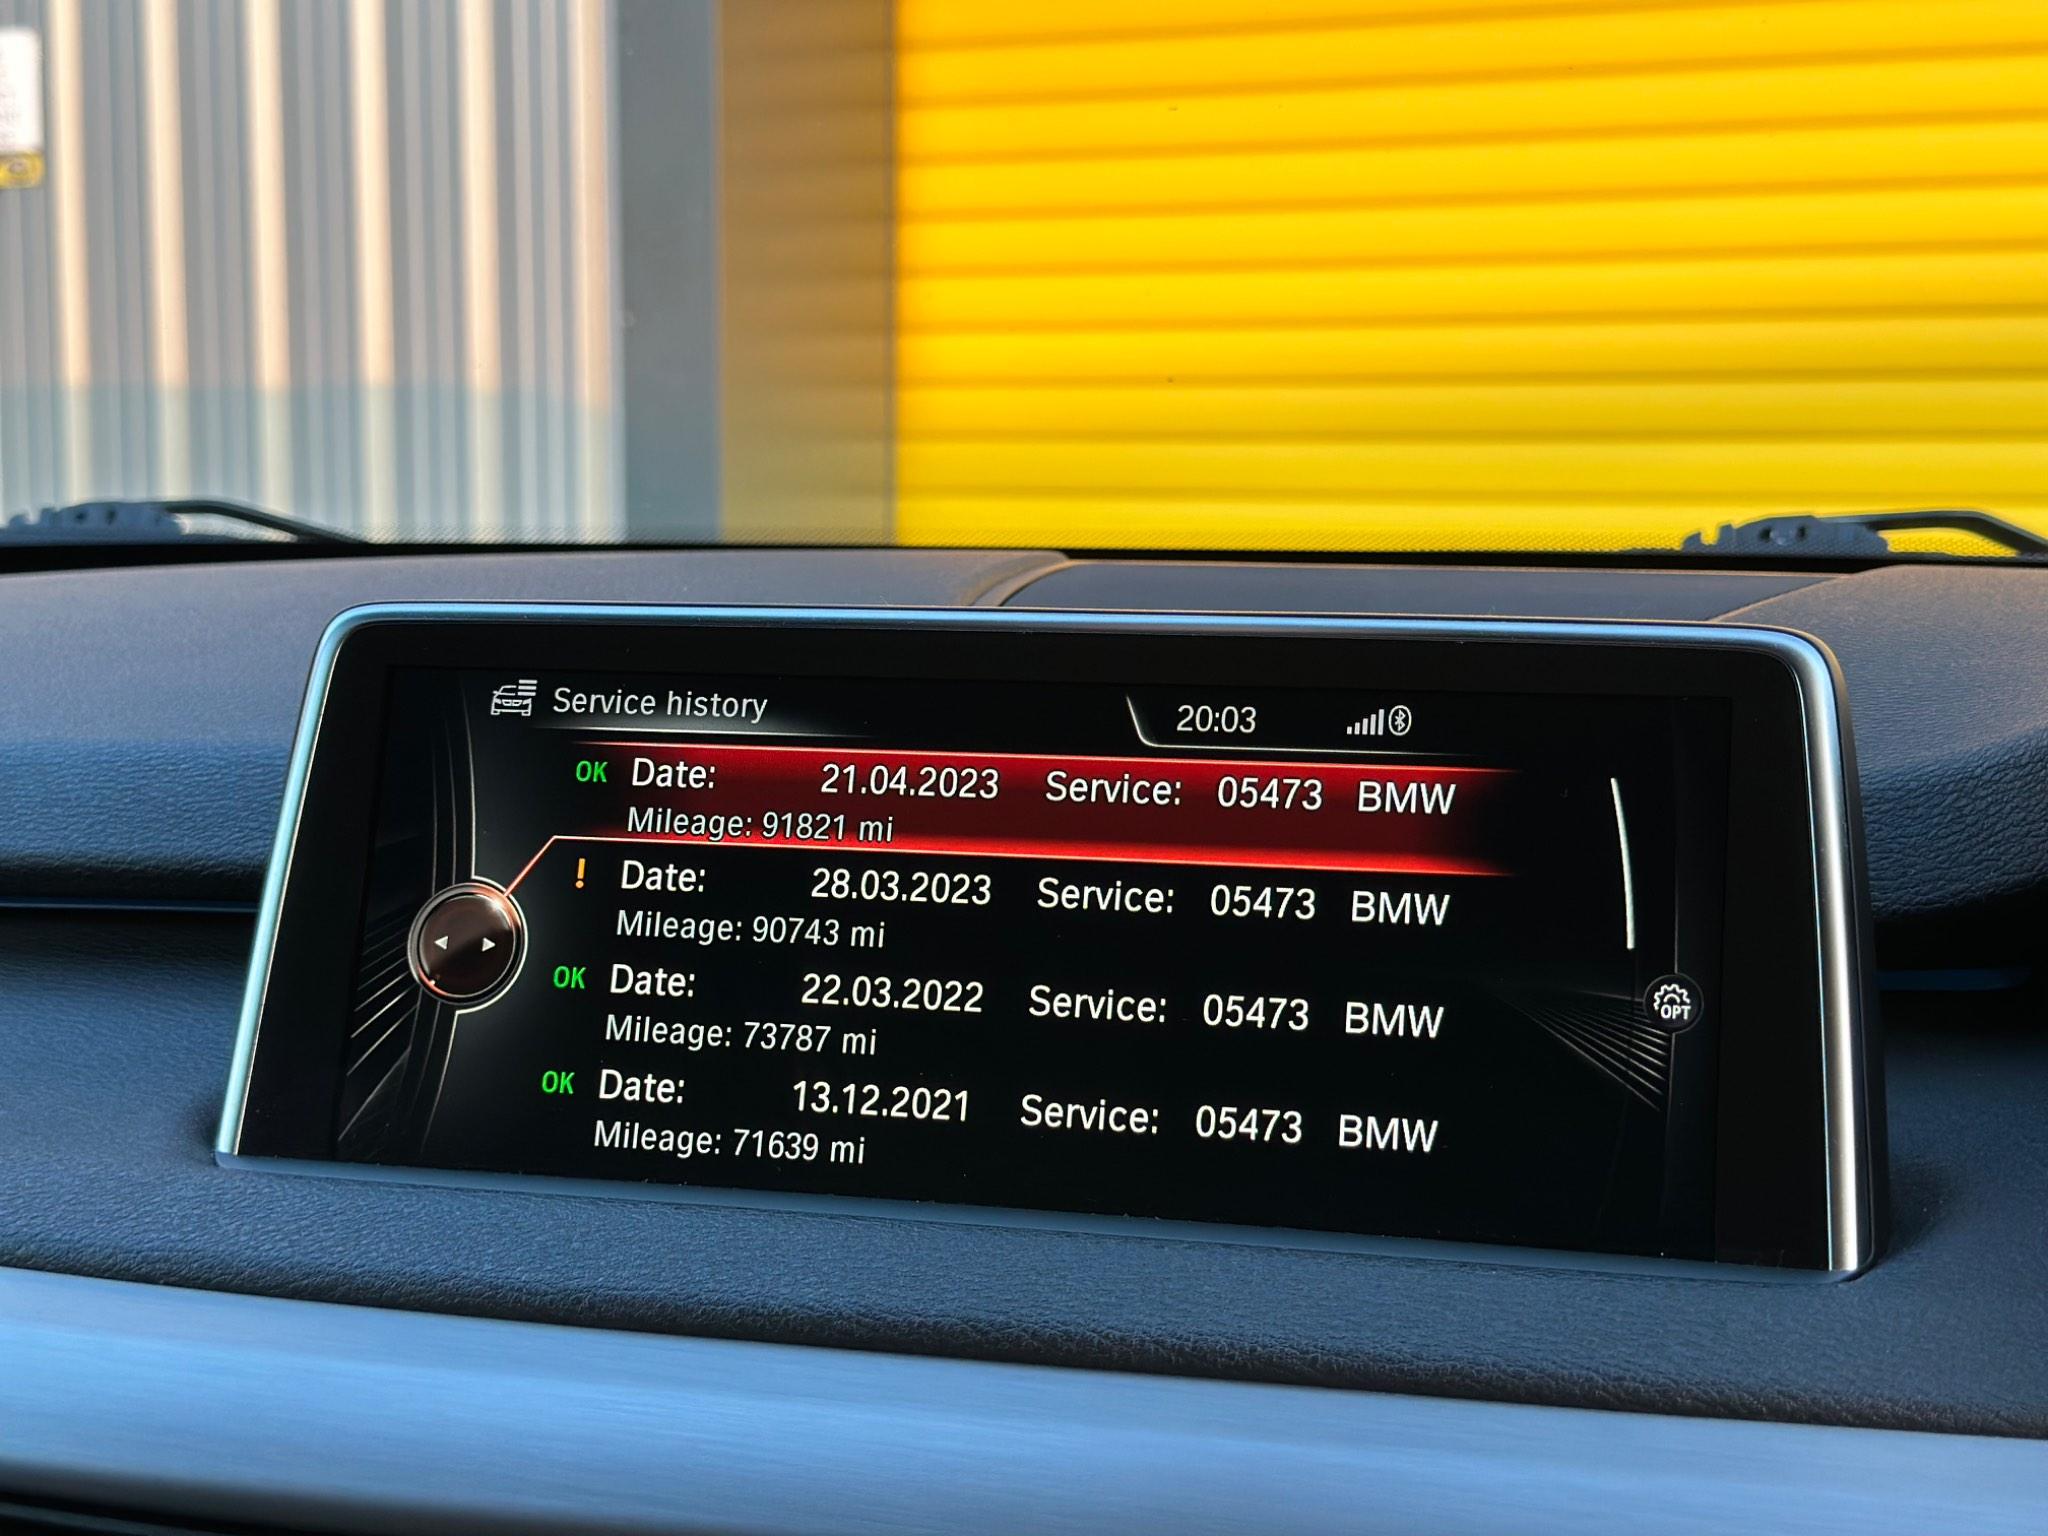 Service history
20:03
OK Date: 21.04.2023 Service: 05473 BMW
Mileage: 91821 mi
! Date: 28.03.2023 Service: 05473 BMW
Mileage: 90743 mi
OK Date: 22.03.2022 Service: 05473 BMW
Mileage: 73787 mi
OPT
OK Date: 13.12.2021 Service: 05473 BMW
Mileage: 71639 mi